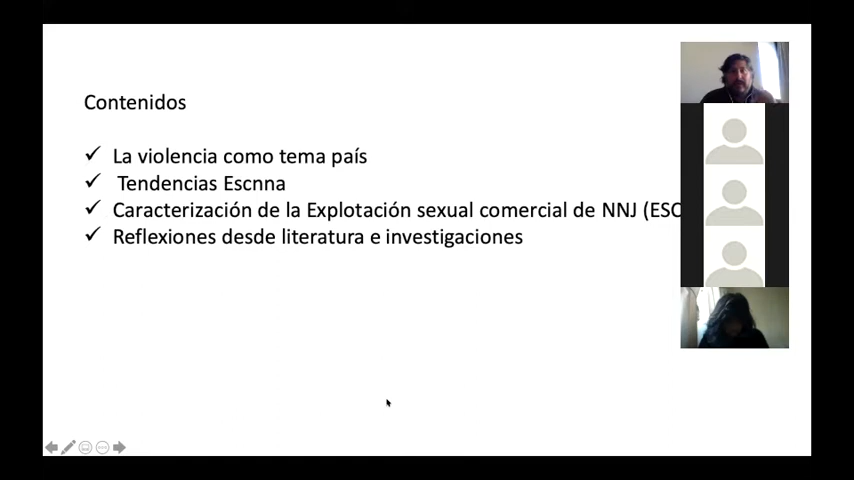 Contenidos
La violencia como tema país
Tendencias Escnna
Caracterización de la Explotación sexual comercial de NNJ (ESC
Reflexiones desde literatura e investigaciones